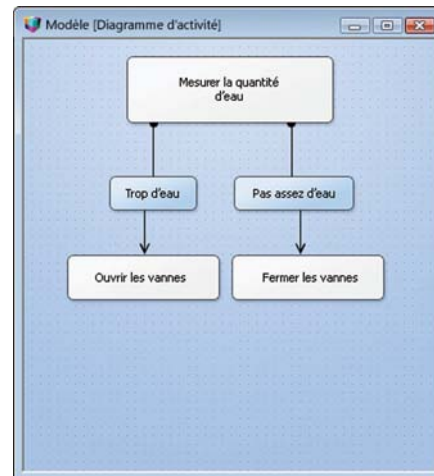 Modèle [Diagramme d'activité]
Mesurer la quantité
d'eau
Trop d'eau
Pas assez d'eau
Ouvrir les vannes
Fermer les vannes